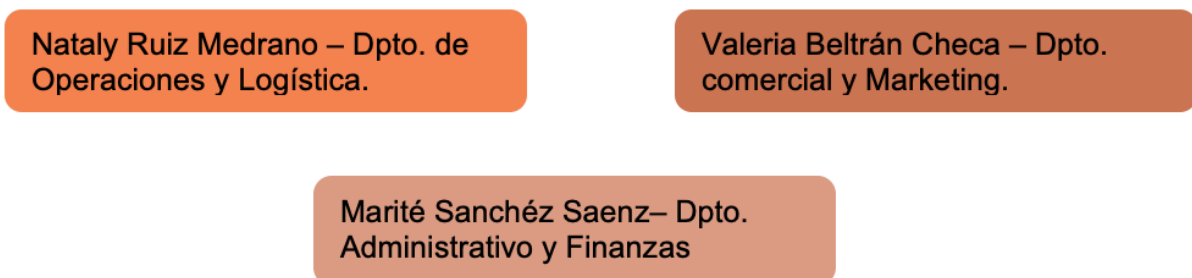 Nataly Ruiz Medrano – Dpto. de
Operaciones y Logística.
Valeria Beltrán Checa – Dpto.
comercial y Marketing.
Marité Sanchéz Saenz– Dpto.
Administrativo y Finanzas